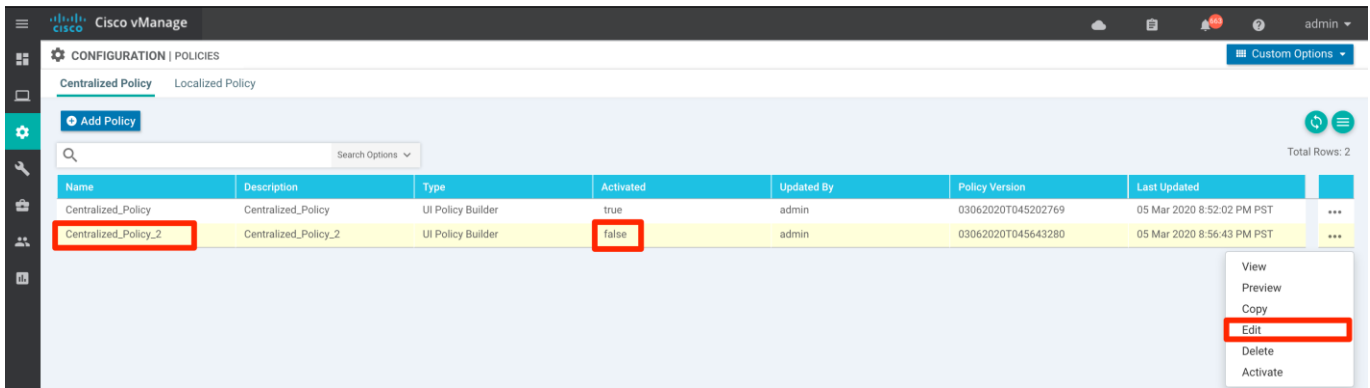 CISCO Cisco vManage 663 admin
CONFIGURATION | POLICIES Custom Options
Centralized Policy Localized Policy
Add Policy
Search Options Total Rows: 2
Name Description Type Activated Updated By Policy Version Last Updated
Centralized_Policy Centralized_Policy UI Policy Builder true admin 03062020T045202769 05 Mar 2020 8:52:02 PM PST
Centralized_Policy_2 Centralized_Policy_2 UI Policy Builder false admin 03062020T045643280 05 Mar 2020 8:56:43 PM PST
View
Preview
Copy
Edit
Delete
Activate